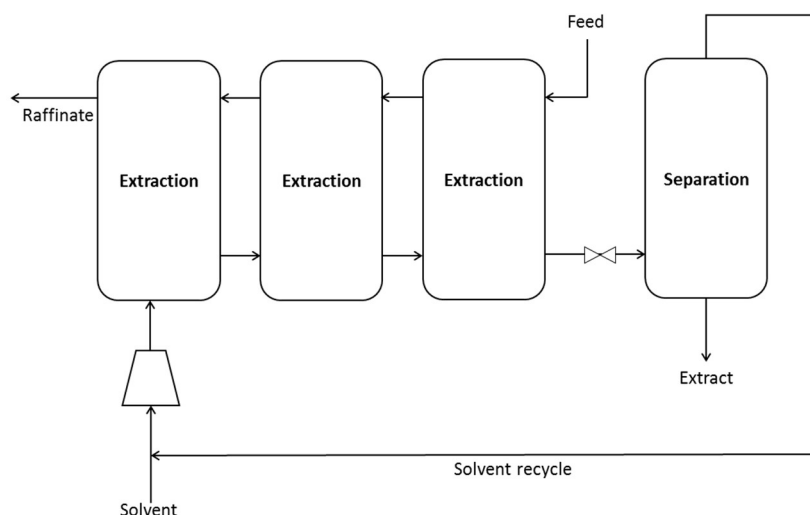 Feed
Raffinate
Extraction
Extraction
Extraction
Separation
Extract
Solvent recycle
Solvent